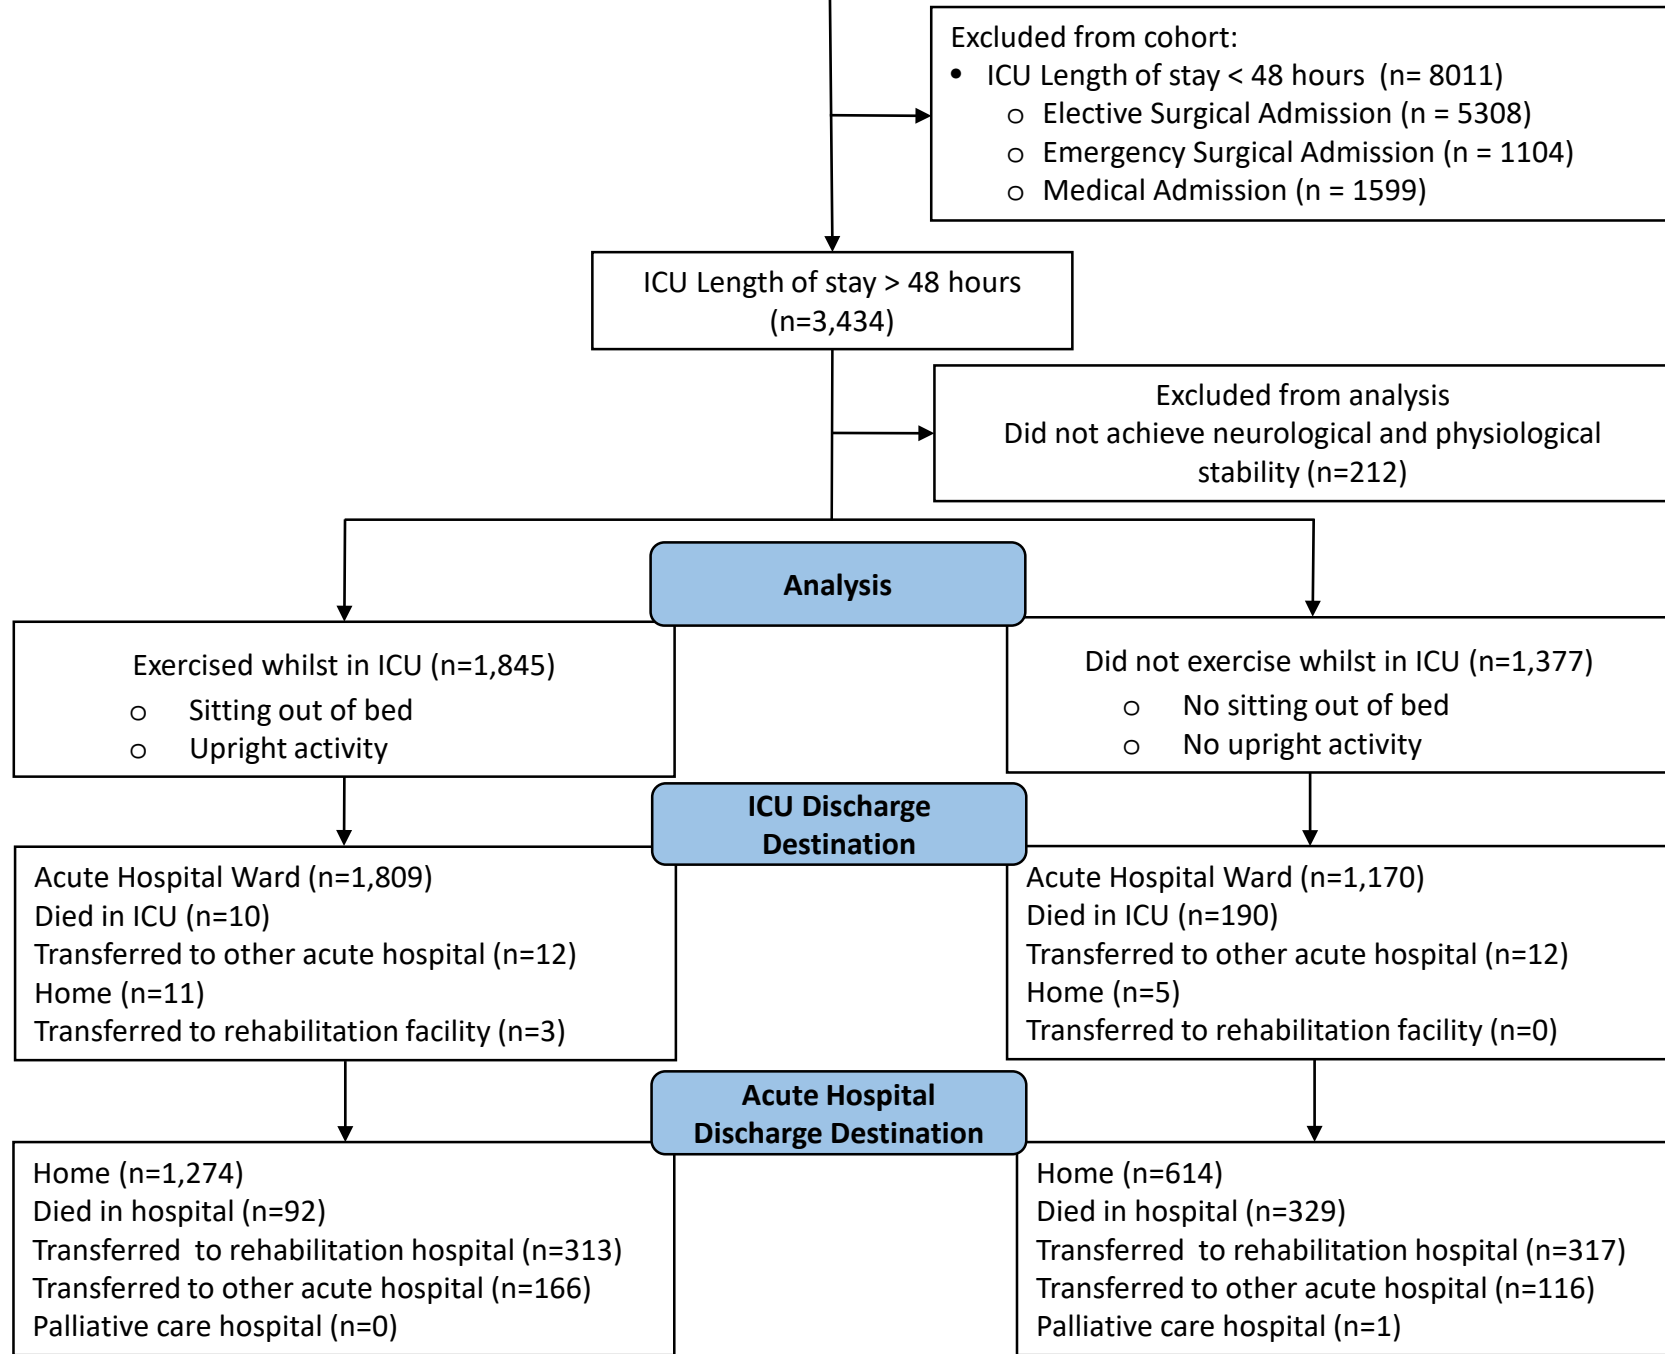 Excluded from cohort:
• ICU Length of stay < 48 hours (n= 8011)
o Elective Surgical Admission (n = 5308)
o Emergency Surgical Admission (n = 1104)
o Medical Admission (n = 1599)
ICU Length of stay > 48 hours
(n=3,434)
Excluded from analysis
Did not achieve neurological and physiological
stability (n=212)
Analysis
Exercised whilst in ICU (n=1,845)
o Sitting out of bed
o Upright activity
Did not exercise whilst in ICU (n=1,377)
o No sitting out of bed
o No upright activity
ICU Discharge
Destination
Acute Hospital Ward (n=1,809)
Died in ICU (n=10)
Transferred to other acute hospital (n=12)
Home (n=11)
Transferred to rehabilitation facility (n=3)
Acute Hospital Ward (n=1,170)
Died in ICU (n=190)
Transferred to other acute hospital (n=12)
Home (n=5)
Transferred to rehabilitation facility (n=0)
Acute Hospital
Discharge Destination
Home (n=1,274)
Died in hospital (n=92)
Transferred  to rehabilitation hospital (n=313)
Transferred to other acute hospital (n=166)
Palliative care hospital (n=0)
Home (n=614)
Died in hospital (n=329)
Transferred  to rehabilitation hospital (n=317)
Transferred to other acute hospital (n=116)
Palliative care hospital (n=1)